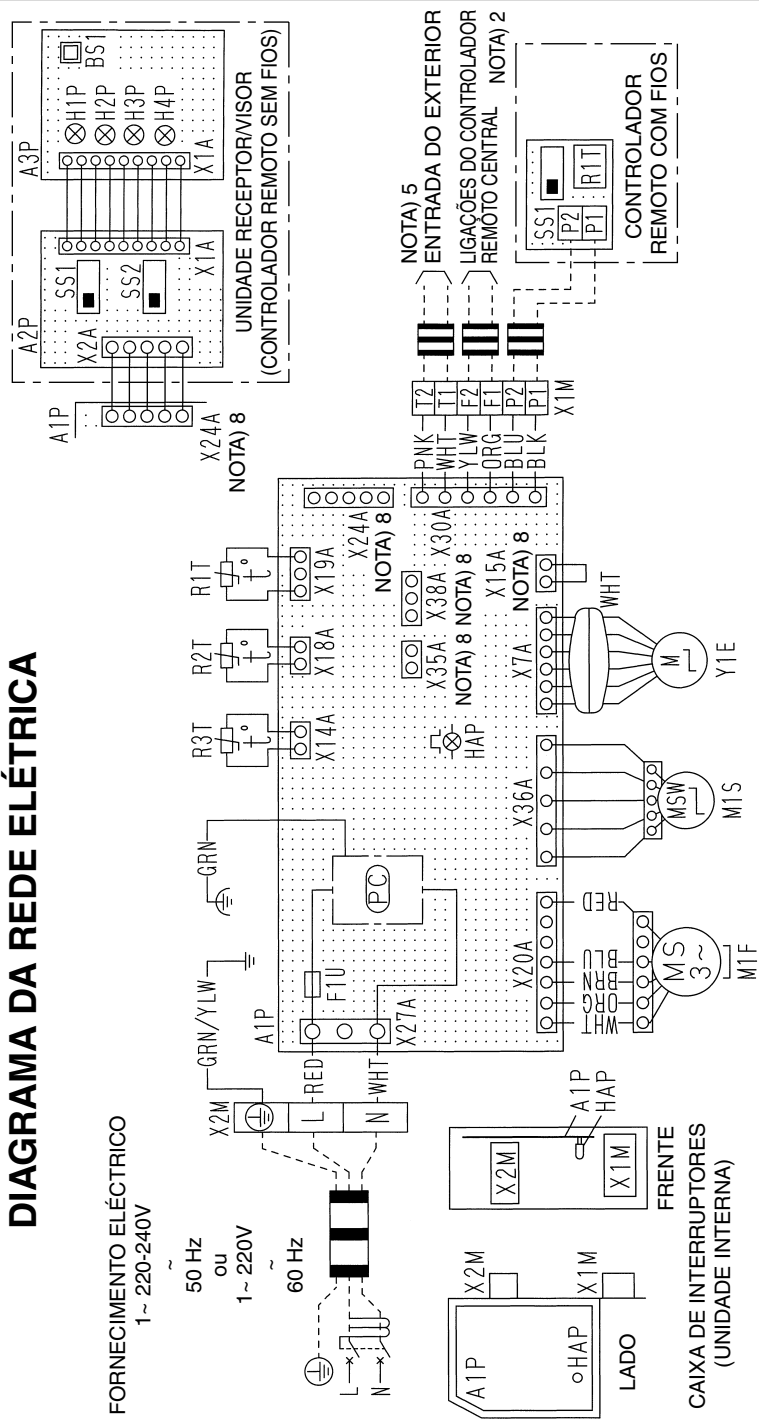 DIAGRAMA DA REDE ELÉTRICA
FORNECIMENTO ELÉCTRICO
1~ 220-240V
~
50 Hz
ou
1~ 220V
~
60 Hz
L
N
X2M
L
N
GRN/YLW
GRN
RED
WHT
A1P
X27A
F1U
PC
R3T
t°
X14A
R2T
t°
X18A
R1T
t°
X19A
X24A
NOTA) 8
HAP
X35A
NOTA) 8
X38A
NOTA) 8
X30A
X15A
NOTA) 8
X20A
X36A
X7A
WHT
ORG
BRN
BLU
RED
MS
3~
M1F
MSW
M1S
WHT
M
Y1E
PNK
WHT
YLW
ORG
BLU
BLK
T2
T1
F2
F1
P2
P1
X1M
NOTA) 5
ENTRADA DO EXTERIOR
LIGAÇÕES DO CONTROLADOR
REMOTO CENTRAL
NOTA) 2
SS1
P2
P1
R1T
CONTROLADOR
REMOTO COM FIOS
A1P
X24A
NOTA) 8
A2P
X2A
SS1
SS2
X1A
A3P
X1A
H1P
H2P
H3P
H4P
BS1
UNIDADE RECEPTOR/VISOR
(CONTROLADOR REMOTO SEM FIOS)
A1P
HAP
X2M
X1M
LADO
X2M
X1M
A1P
HAP
FRENTE
CAIXA DE INTERRUPTORES
(UNIDADE INTERNA)